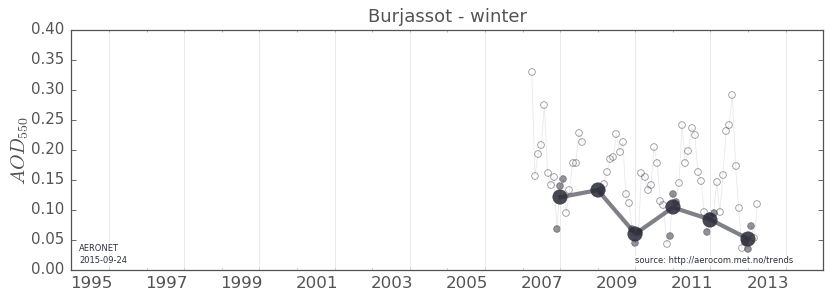 Burjassot - winter
0.40
0.35
0.30
0.25
0.20
0.15
0.10
0.05
0.00
AOD550
AERONET
2015-09-24
source: http://aerocom.met.no/trends
1995 1997 1999 2001 2003 2005 2007 2009 2011 2013